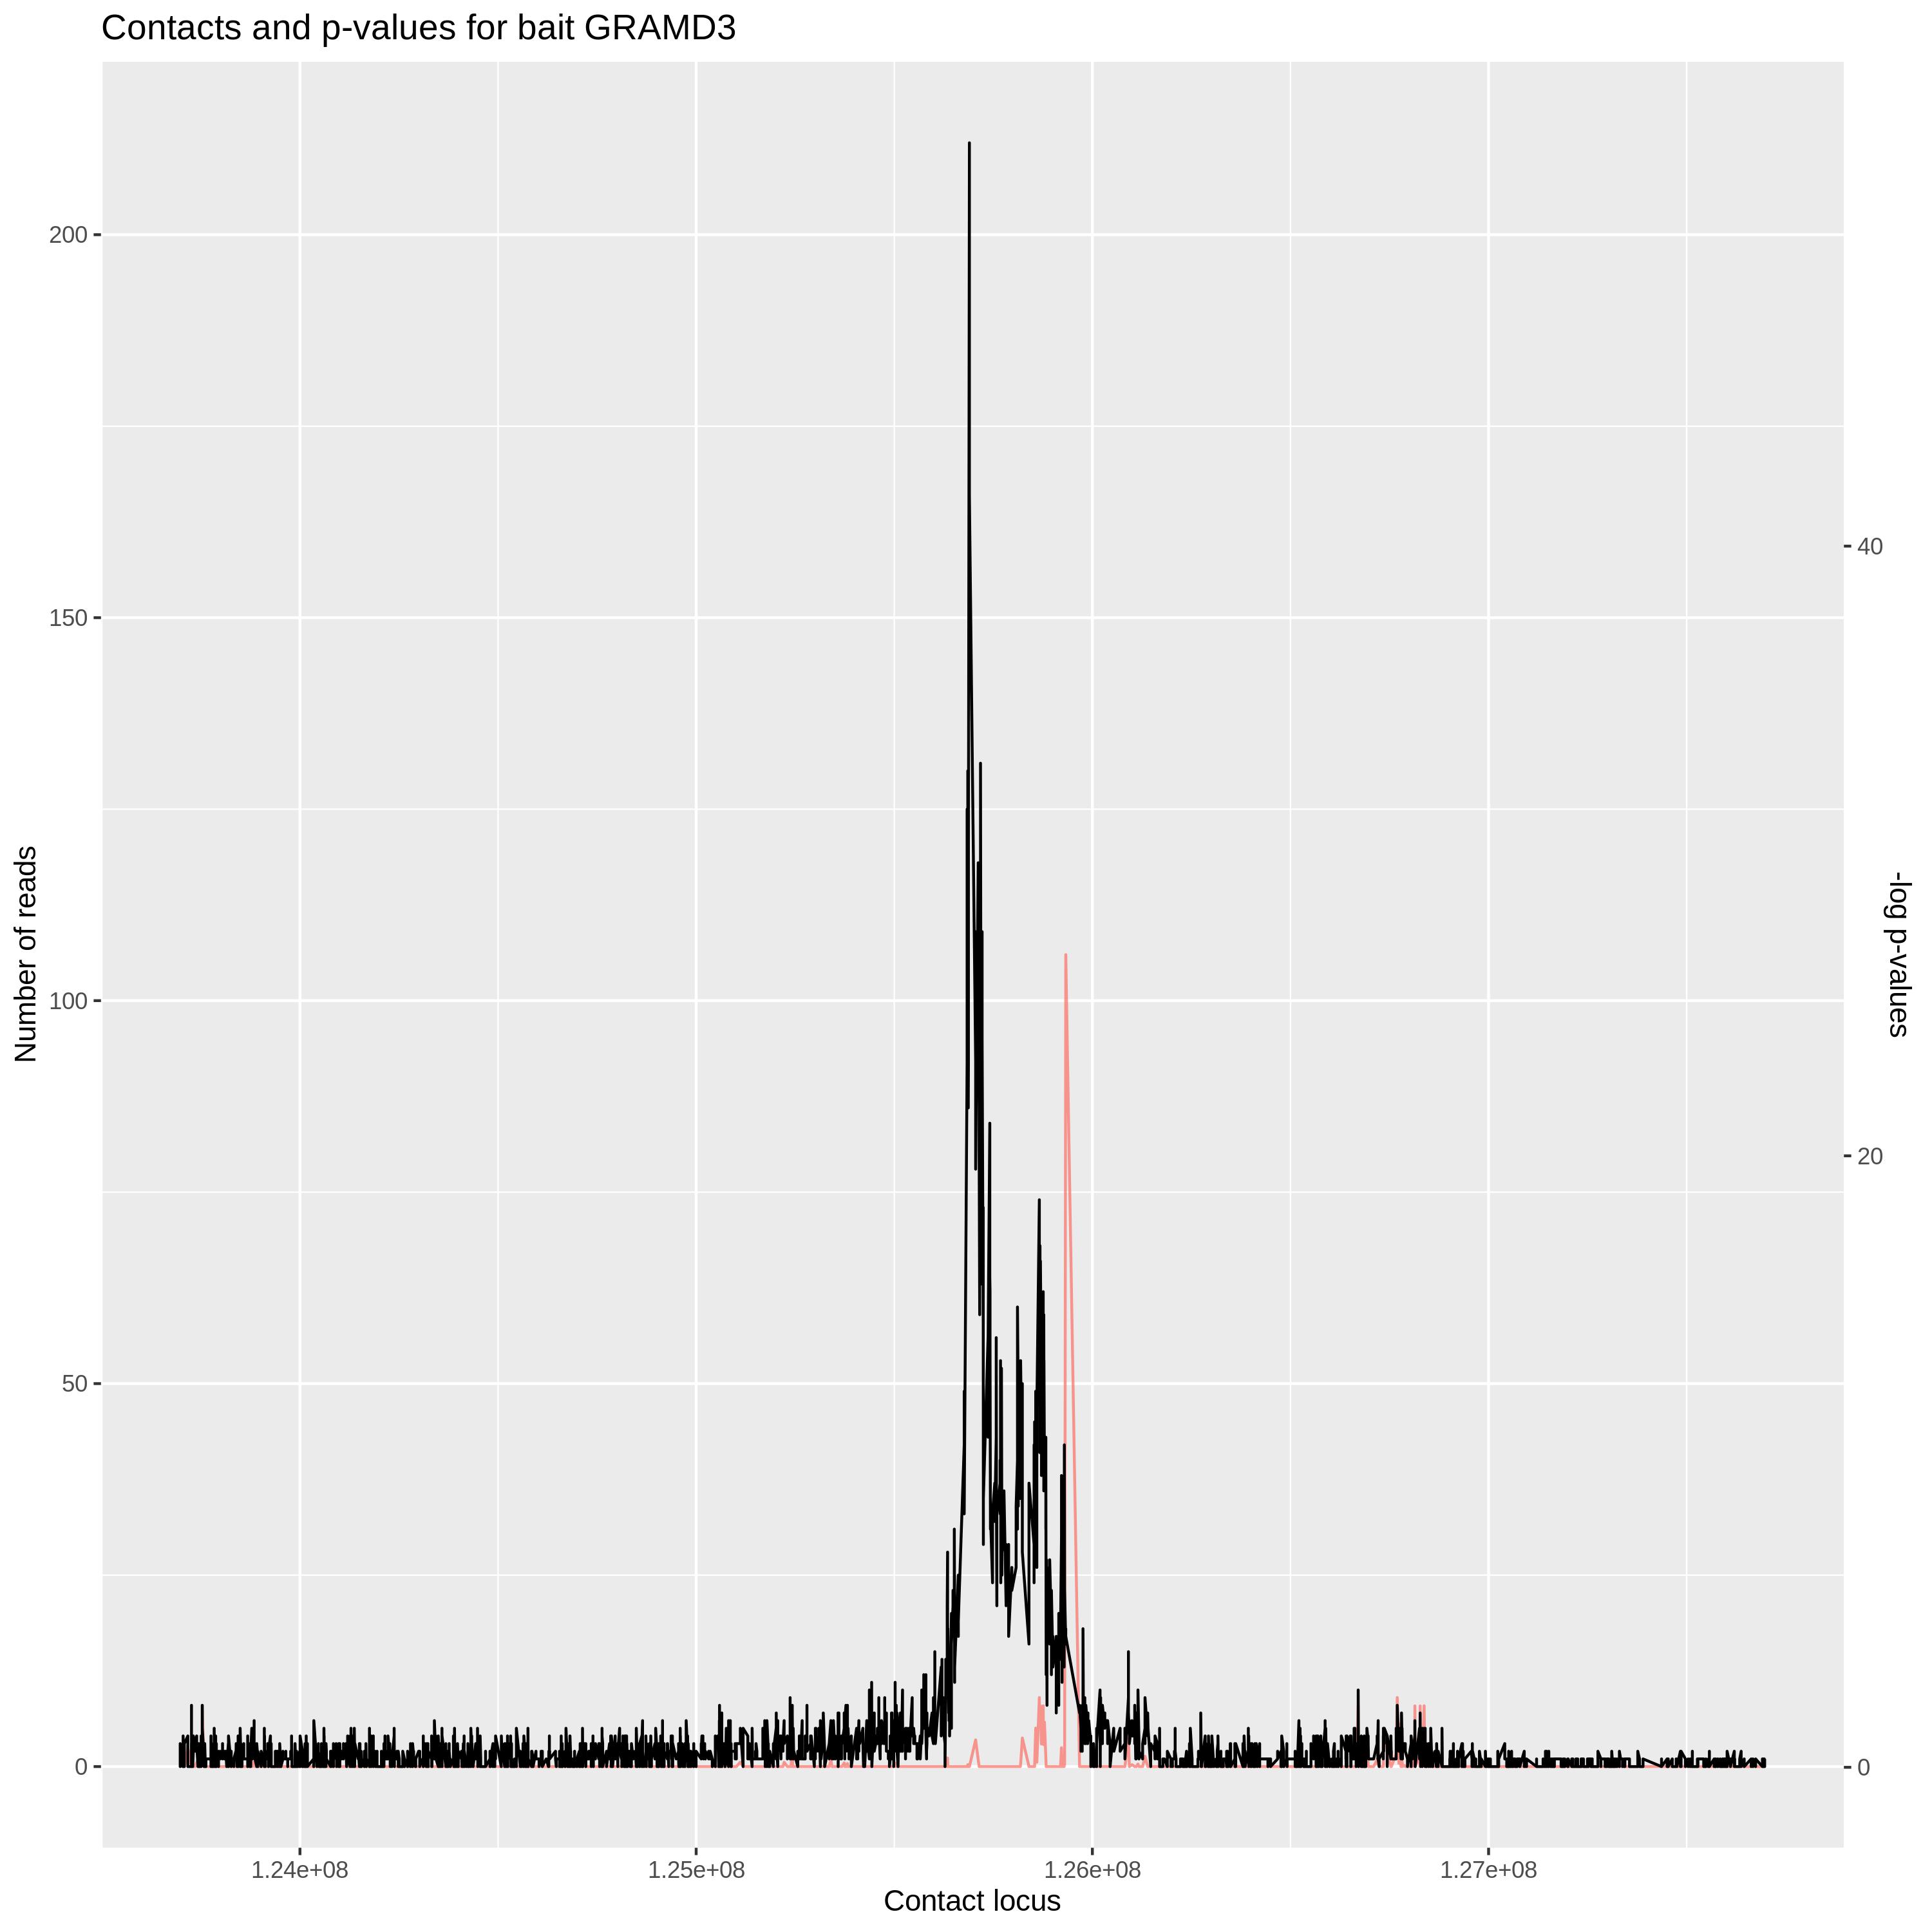 Contacts and p-values for bait GRAMD3
200
150
100
50
0
Number of reads
40
20
0
-log p-values
1.24e+08
1.25e+08
1.26e+08
1.27e+08
Contact locus